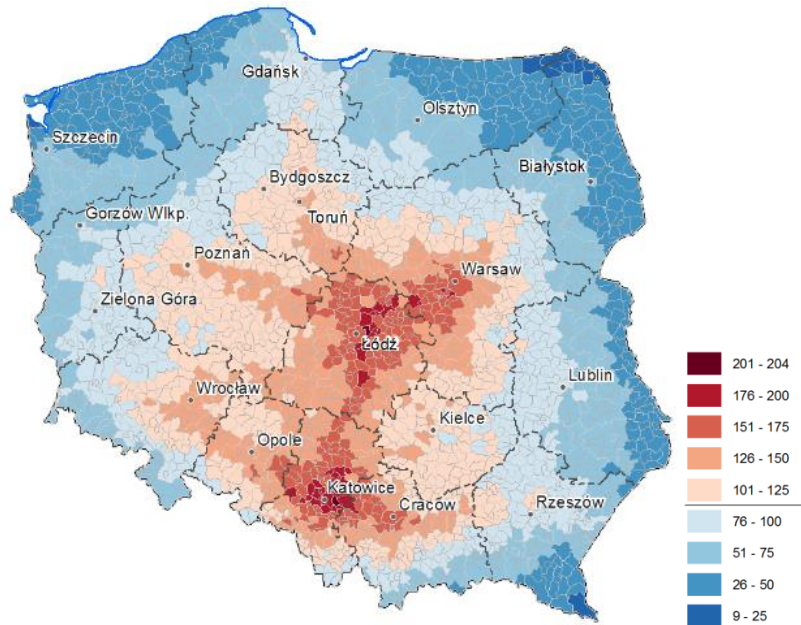 Gdańsk
Olsztyn
Szczecin
Białystok
Bydgoszcz
Toruń
Gorzów Wlkp.
Poznań
Warsaw
Zielona Góra
Łódź
Wrocław
Lublin
Kielce
Opole
Katowice
Cracow
Rzeszów
201 - 204
176 - 200
151 - 175
126 - 150
101 - 125
76 - 100
51 - 75
26 - 50
9 - 25